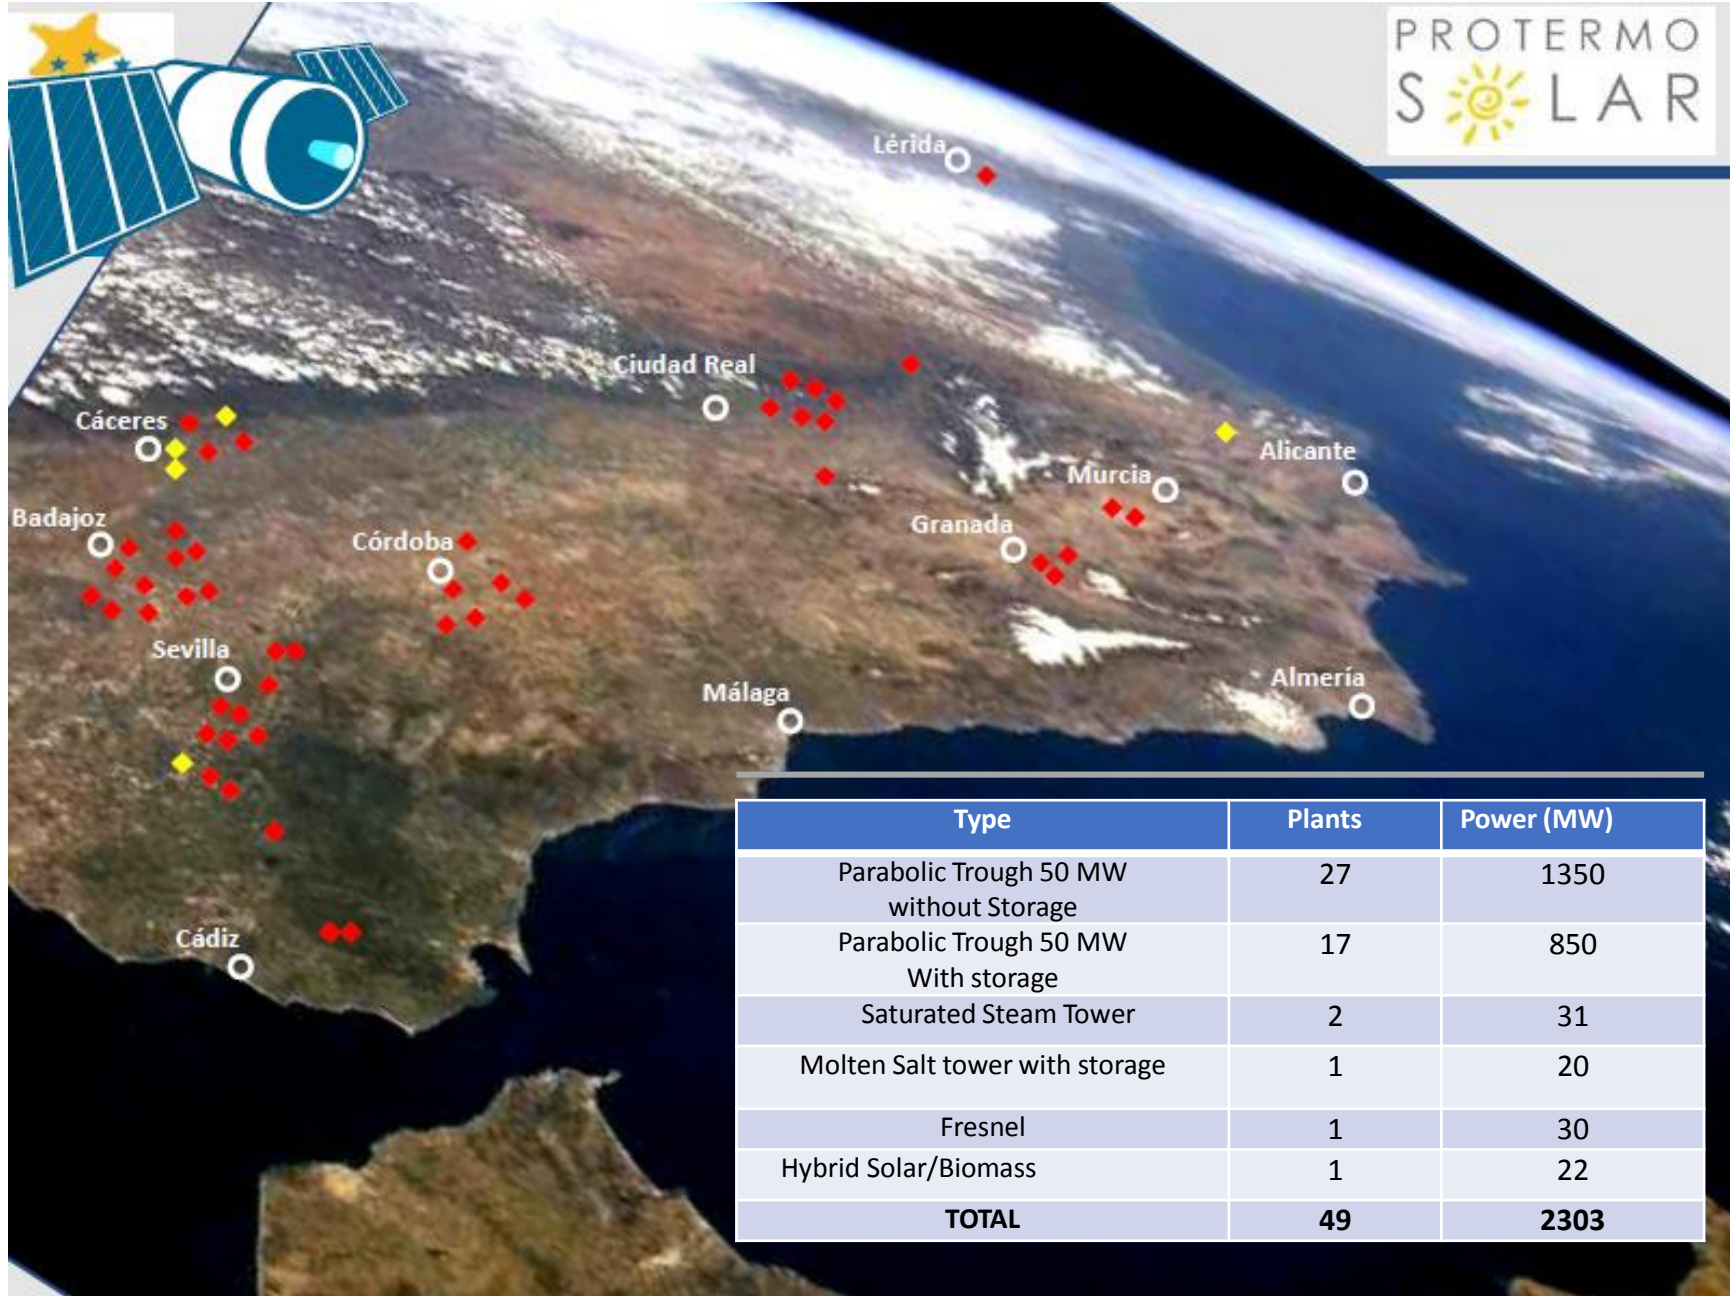 PROTERMO
SOLAR
Lérida
Ciudad Real
Cáceres
Alicante
Murcia
Badajoz
Granada
Córdoba
Sevilla
Málaga
Almería
Cádiz
Type Plants Power (MW)
Parabolic Trough 50 MW
without Storage 27 1350
Parabolic Trough 50 MW
With storage 17 850
Saturated Steam Tower 2 31
Molten Salt tower with storage 1 20
Fresnel 1 30
Hybrid Solar/Biomass 1 22
TOTAL 49 2303